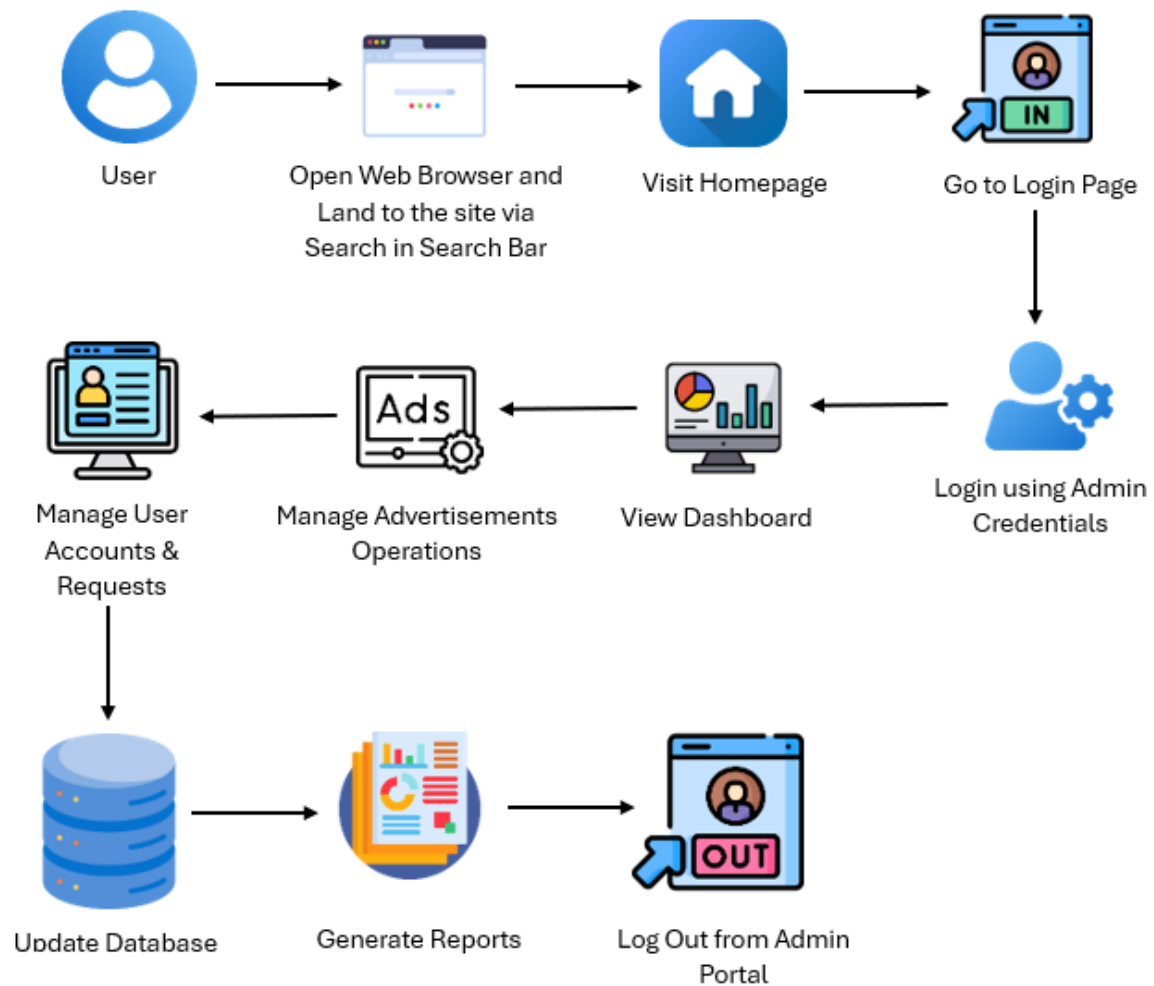 IN
User
Open Web Browser and
Land to the site via
Search in Search Bar
Visit Homepage
Go to Login Page
Ads
Manage User
Accounts &
Requests
Manage Advertisements
Operations
View Dashboard
Login using Admin
Credentials
OUT
Update Database
Generate Reports
Log Out from Admin
Portal